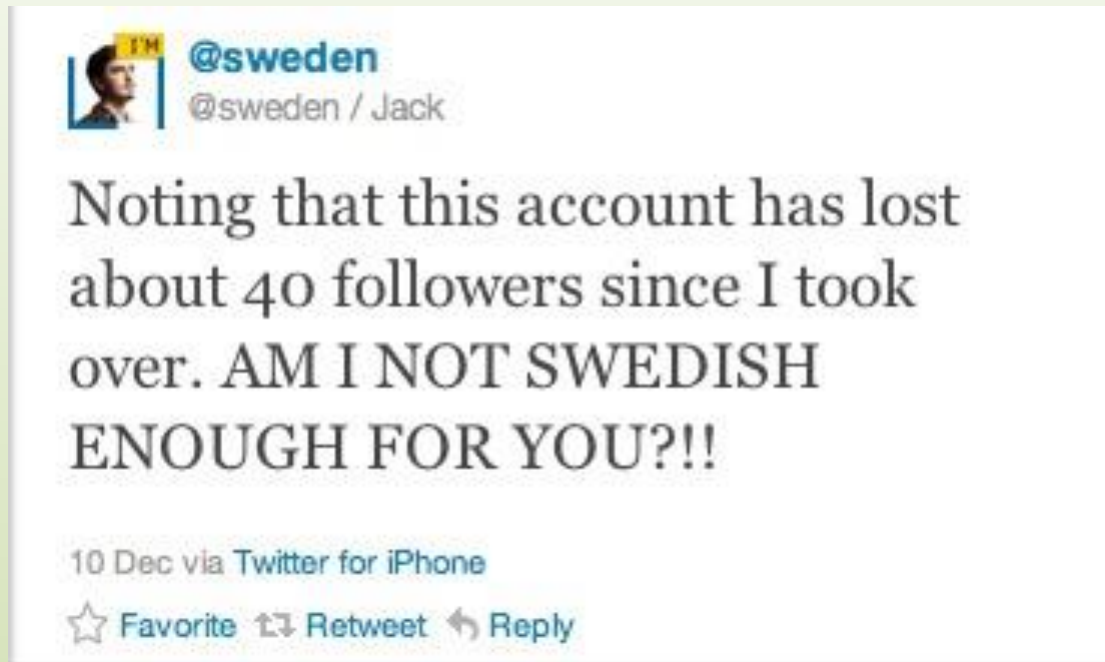 I'M
@sweden
@sweden / Jack
Noting that this account has lost
about 40 followers since I took
over. AM I NOT SWEDISH
ENOUGH FOR YOU?!!
10 Dec via Twitter for iPhone
Favorite Retweet Reply